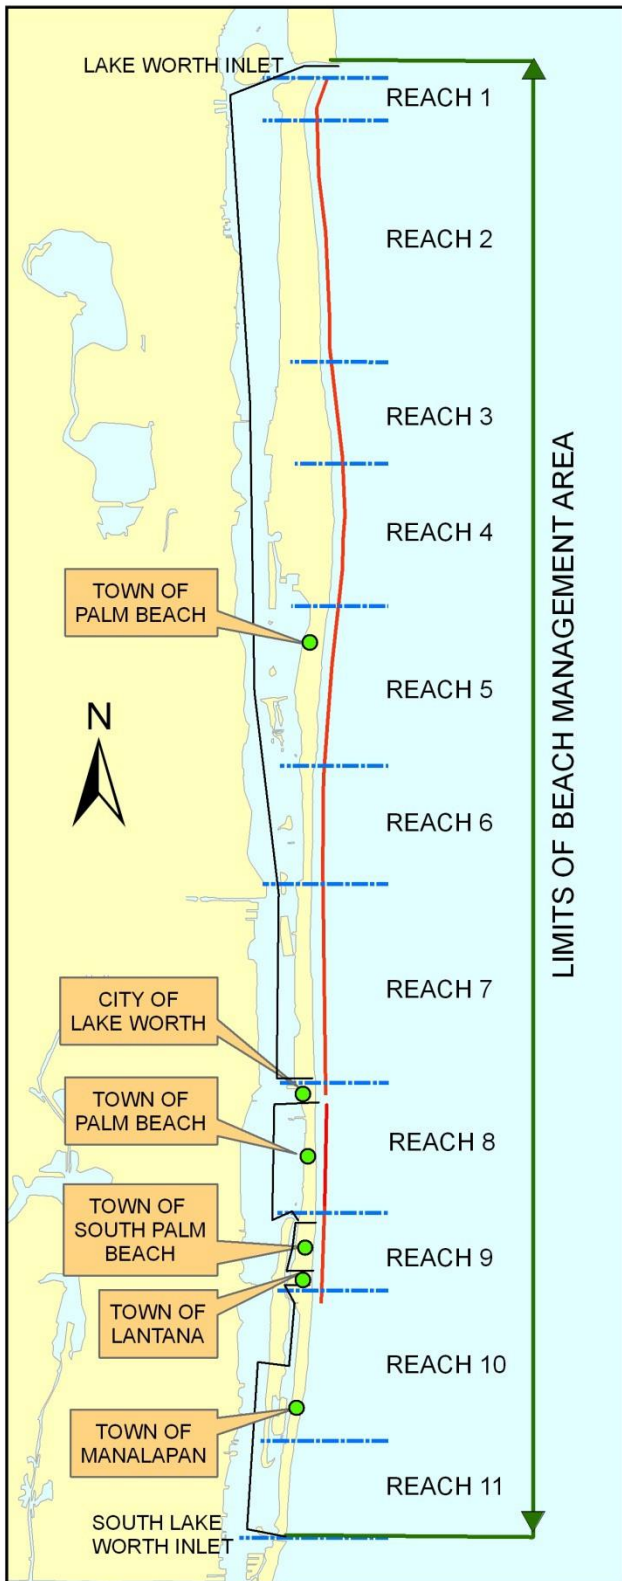 LAKE WORTH INLET
REACH 1
REACH 2
REACH 3
REACH 4
TOWN OF
PALM BEACH
REACH 5
N
REACH 6
LIMITS OF BEACH MANAGEMENT AREA
REACH 7
CITY OF
LAKE WORTH
TOWN OF
PALM BEACH
REACH 8
TOWN OF
SOUTH PALM
BEACH
REACH 9
TOWN OF
LANTANA
REACH 10
TOWN OF
MANALAPAN
REACH 11
SOUTH LAKE
WORTH INLET